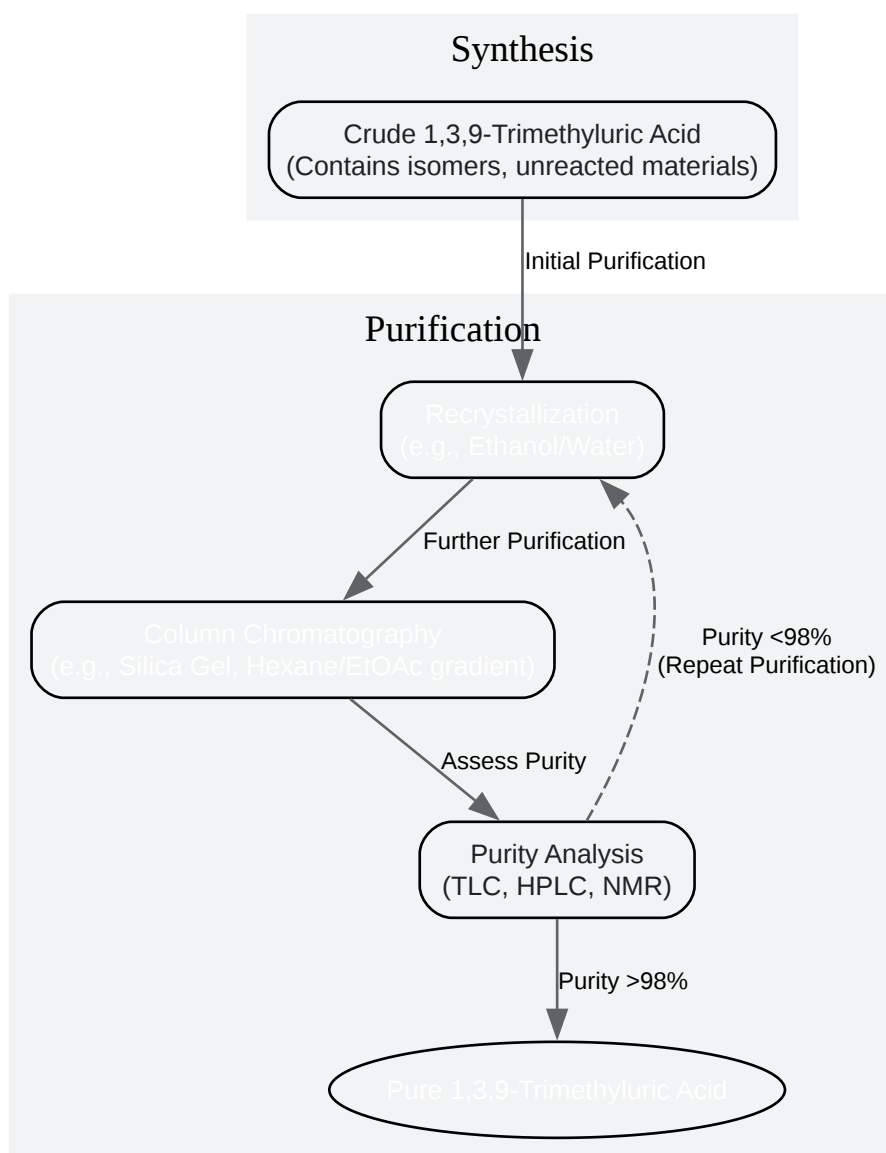 Synthesis
Crude 1,3,9-Trimethyluric Acid
(Contains isomers, unreacted materials)
Initial Purification
Purification
Recrystallization
(e.g., Ethanol/Water)
Further Purification
Column Chromatography
(e.g., Silica Gel, Hexane/EtOAc gradient)
Purity <98%
(Repeat Purification)
Assess Purity
Purity Analysis
(TLC, HPLC, NMR)
Purity >98%
Pure 1,3,9-Trimethyluric Acid